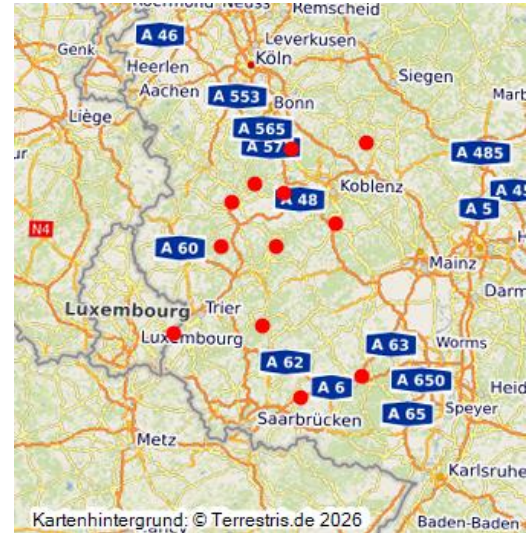 Remscheid
A 46
Leverkusen
Genk
Heerlen
Köln
Siegen
Aachen
A 553
Bonn
Liège
A 565
A 57
A 485
Koblenz
A 48
A 5
N4
A 60
Mainz
Luxembourg
Trier
Luxembourg
A 63
Worms
A 62
A 6
A 650
Speyer
A 65
Saarbrücken
Metz
Karlsruhe
Kartenhintergrund: © Terrestris.de 2026
Baden-Baden